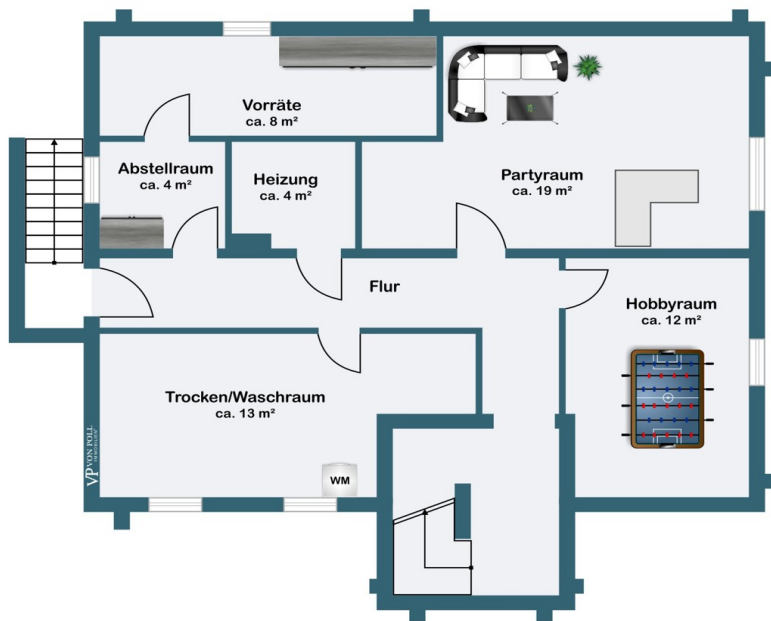 Vorräte
ca. 8 m²
Abstellraum
ca. 4 m²
Heizung
ca. 4 m²
Partyraum
ca. 19 m²
Flur
Hobbyraum
ca. 12 m²
Trocken/Waschraum
ca. 13 m²
WM
VP VON POLL
IMMOBILIEN